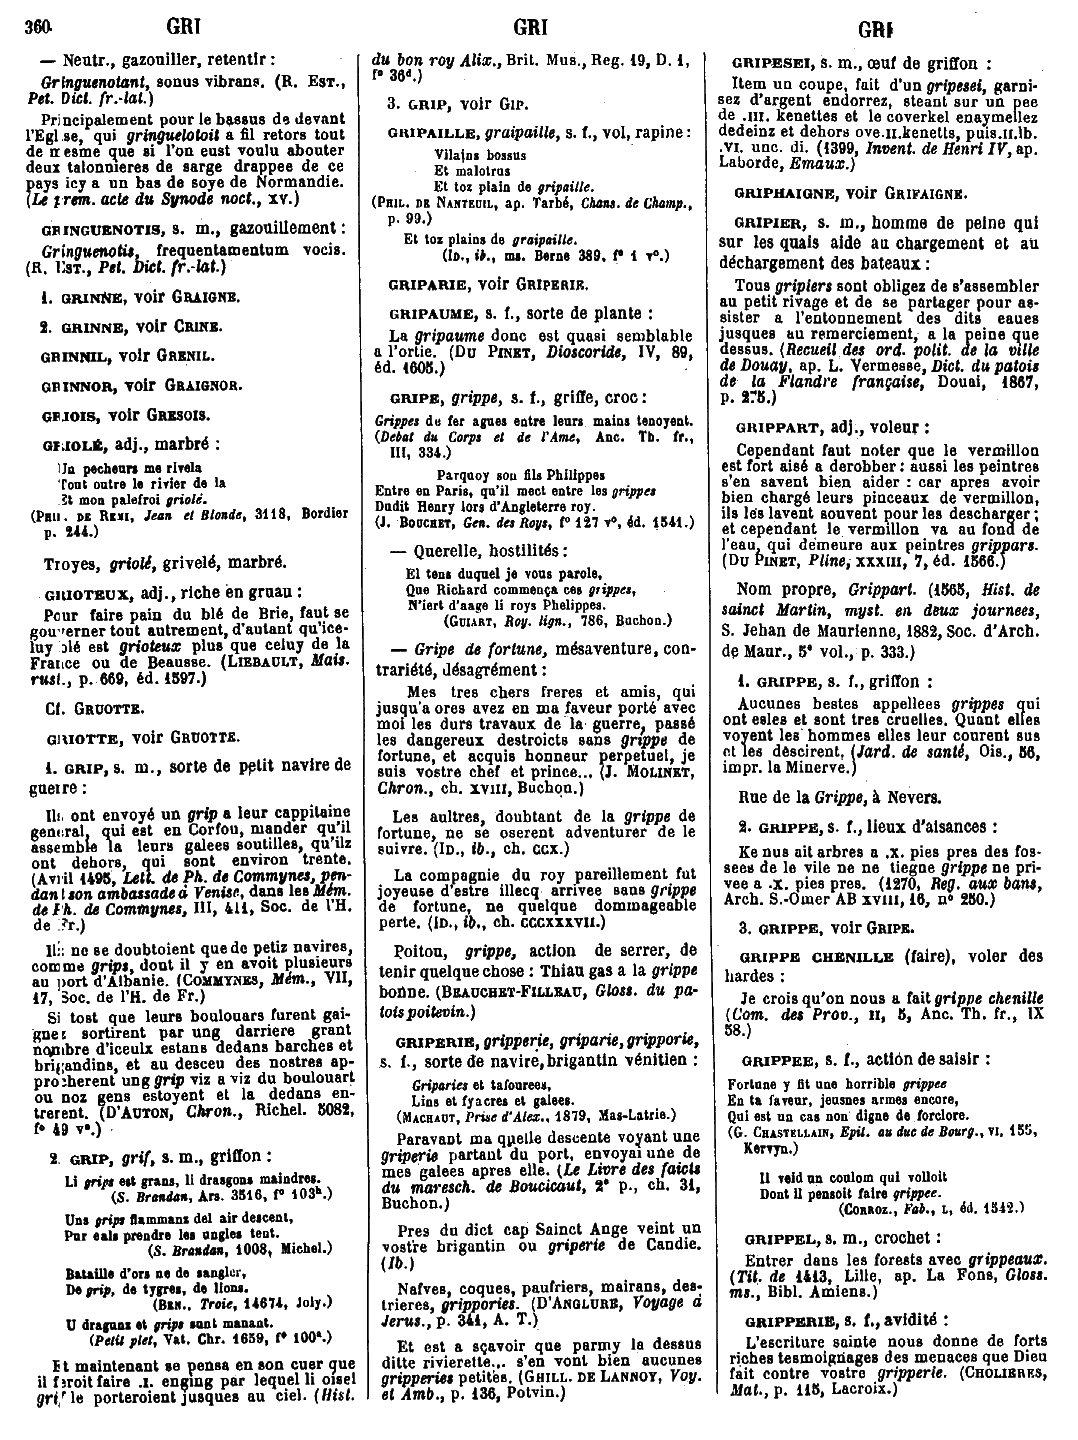 360. GRI GRI GRI
— Neutr., gazouiller, retentir :
Gringuenotant, sonus vibrans. (R. EST.,
Pet. Dict. fr.-lat.)
Principalement pour le bassus de devant
l'Eglise, qui gringuelotoit a fil retors tout
de mesme que si l'on eust voulu abouter
deux talonnieres de sarge drappee de ce
pays icy a un bas de soye de Normandie.
(Le prem. acte du Synode noct., XV.)
GRINGUENOTIS, s. m., gazouillement :
Gringuenotis, frequentamentum vocis.
(R. EST., Pet. Dict. fr.-lat.)
1. GRINNE, voir GRAIGNE.
2. GRINNE, voir CRINE.
GRINNIL, voir GRENIL.
GRINNOR, voir GRAIGNOR.
GRIOIS, voir GRESOIS.
GRIOLÉ, adj., marbré :
Un pecheurs me rivela
Tout outre le rivier de la
Et mon palefroi griolé.
(PHIL. DE REMI, Jean et Blonde, 3118, Bordier
p. 244.)
Troyes, griolé, grivelé, marbré.
GRIOTEUX, adj., riche en gruau :
Pour faire pain du blé de Brie, faut se
gouverner tout autrement, d'autant qu'ice-
luy blé est grioteux plus que celuy de la
France ou de Beausse. (LIEBAULT, Mais.
rust., p. 669, éd. 1597.)
Cf. GRUOTTE.
GRIOTTE, voir GRUOTTE.
1. GRIP, s. m., sorte de petit navire de
guerre :
Ils ont envoyé un grip a leur cappitaine
general, qui est en Corfou, mander qu'il
assemble la leurs galees soutilles, qu'ilz
ont dehors, qui sont environ trente.
(Avril 1495, Lett. de Ph. de Commynes, pen-
dant son ambassade à Venise, dans les Mém.
de Ph. de Commynes, III, 411, Soc. de l'H.
de Fr.)
Ilz ne se doubtoient que de petiz navires,
comme grips, dont il y en avoit plusieurs
au port d'Albanie. (COMMYNES, Mém., VII,
17, Soc. de l'H. de Fr.)
Si tost que leurs boulouars furent gai-
gnez sortirent par ung darriere grant
nombre d'iceulx estans dedans barches et
brigandins, et au desceu des nostres ap-
procherent ung grip viz a viz du boulouart
ou noz gens estoyent et la dedans en-
trerent. (D'AUTON, Chron., Richel. 5082,
f° 49 v°.)
2. GRIP, grif, s. m., griffon :
Li grips est grans, li draagons maindres.
(S. Brandan, Ars. 3516, f° 103b.)
Uns grips flammanz del air descent,
Pur eals prendre les ungles tent.
(S. Brandan, 1008, Michel.)
Bataille d'ors ne de sangler,
De grip, de tygres, de lions.
(BEN., Troie, 14674, Joly.)
U dragunz et grips sunt manant.
(Petit plet, Vat. Chr. 1659, f° 100a.)
Et maintenant se pensa en son cuer que
il feroit faire .I. enging par lequel li oisel
grif le porteroient jusques au ciel. (Hist.
du bon roy Alix., Brit. Mus., Reg. 19, D. 1,
f° 36d.)
3. GRIP, voir GIP.
GRIPAILLE, graipaille, s. f., vol, rapine :
Vilains bossus
Et malotrus
Et toz plain de gripaille.
(PHIL. DE NANTEUIL, ap. Tarbé, Chans. de Champ.,
p. 99.)
Et toz plains de graipaille.
(ID., ib., ms. Berne 389, f° 1 v°.)
GRIPARIE, voir GRIPERIE.
GRIPAUME, s. f., sorte de plante :
La gripaume donc est quasi semblable
a l'ortie. (DU PINET, Dioscoride, IV, 89,
éd. 1605.)
GRIPE, grippe, s. f., griffe, croc :
Grippes de fer agues entre leurs mains tenoyent.
(Debat du Corps et de l'Ame, Anc. Th. fr.,
III, 334.)
Parquoy son fils Philippes
Entre en Paris, qu'il mect entre les grippes
Dudit Henry lors d'Angleterre roy.
(J. BOUCHET, Gen. des Roys, f° 127 v°, éd. 1541.)
— Querelle, hostilités :
El tens duquel je vous parole,
Que Richard commença ces grippes,
N'iert d'aage li roys Phelippes.
(GUIART, Roy. lign., 786, Buchon.)
— Gripe de fortune, mésaventure, con-
trariété, désagrément :
Mes tres chers freres et amis, qui
jusqu'a ores avez en ma faveur porté avec
moi les durs travaux de la guerre, passé
les dangereux destroicts sans grippe de
fortune, et acquis honneur perpetuel, je
suis vostre chef et prince... (J. MOLINET,
Chron., ch. XVIII, Buchon.)
Les aultres, doubtant de la grippe de
fortune, ne se oserent adventurer de le
suivre. (ID., ib., ch. CCX.)
La compagnie du roy pareillement fut
joyeuse d'estre illecq arrivee sans grippe
de fortune, ne quelque dommageable
perte. (ID., ib., ch. CCCXXXVII.)
Poitou, grippe, action de serrer, de
tenir quelque chose : Thiau gas a la grippe
bonne. (BEAUCHET-FILLEAU, Gloss. du pa-
tois poitevin.)
GRIPERIE, gripperie, griparie, gripporie,
s. f., sorte de navire, brigantin vénitien :
Griparies et tafourees,
Lins et fyacres et galees.
(MACHAUT, Prise d'Alex., 1879, Mas-Latrie.)
Paravant ma quelle descente voyant une
griperie partant du port, envoyai une de
mes galees apres elle. (Le Livre des faicts
du maresch. de Boucicaut, 2° p., ch. 31,
Buchon.)
Pres du dict cap Sainct Ange veint un
vostre brigantin ou griperie de Candie.
(Ib.)
Nafves, coques, paufriers, mairans, des-
trieres, gripporíes. (D'ANGLURE, Voyage à
Jerus., p. 341, A. T.)
Et est a sçavoir que parmy la dessus
ditte rivierette... s'en vont bien aucunes
gripperies petites. (GHILL. DE LANNOY, Voy.
et Amb., p. 136, Potvin.)
GRIPESEI, s. m., œuf de griffon :
Item un coupe, fait d'un gripesei, garni-
sez d'argent endorrez, steant sur un pee
de .III. kenettes et le coverkel enaymellez
dedeinz et dehors ove.II.kenetts, puis.II.lb.
.VI. unc. di. (1399, Invent. de Henri IV, ap.
Laborde, Emaux.)
GRIPHAIGNE, voir GRIFAIGNE.
GRIPIER, s. m., homme de peine qui
sur les quais aide au chargement et au
déchargement des bateaux :
Tous gripiers sont obligez de s'assembler
au petit rivage et de se partager pour as-
sister a l'entonnement des dits eaues
jusques au remerciement, a la peine que
dessus. (Recueil des ord. polit. de la ville
de Douay, ap. L. Vermesse, Dict. du patois
de la Flandre française, Douai, 1867,
p. 275.)
GRIPPART, adj., voleur :
Cependant faut noter que le vermillon
est fort aisé a derobber : aussi les peintres
s'en savent bien aider : car apres avoir
bien chargé leurs pinceaux de vermillon,
ils les lavent souvent pour les descharger ;
et cependant le vermillon va au fond de
l'eau, qui demeure aux peintres grippars.
(DU PINET, Pline, XXXIII, 7, éd. 1566.)
Nom propre, Grippart. (1565, Hist. de
sainct Martin, myst. en deux journees,
S. Jehan de Maurienne, 1882, Soc. d'Arch.
de Maur., 5° vol., p. 333.)
1. GRIPPE, s. f., griffon :
Aucunes bestes appellees grippes qui
ont esles et sont tres cruelles. Quant elles
voyent les hommes elles leur courent sus
et les descirent, (Jard. de santé, Ois., 56,
impr. la Minerve.)
Rue de la Grippe, à Nevers.
2. GRIPPE, s. f., lieux d'aisances :
Ke nus ait arbres a .X. pies pres des fos-
sees de le vile ne ne tiegne grippe ne pri-
vee a .X. pies pres. (1270, Reg. aux bans,
Arch. S.-Omer AB XVIII, 16, n° 250.)
3. GRIPPE, voir GRIPE.
GRIPPE CHENILLE (faire), voler des
hardes :
Je crois qu'on nous a fait grippe chenille
(Com. des Prov., II, 5, Anc. Th. fr., IX
58.)
GRIPPEE, s. f., action de saisir :
Fortune y fit une horrible grippee
En ta faveur, jeusnes armes encore,
Qui est un cas non digne de forclore.
(G. CHASTELLAIN, Epit. au duc de Bourg., VI, 155,
Kervyn.)
Il veid un coulom qui volloit
Dont il pensoit faire grippee.
(CORROZ., Fab., L, éd. 1542.)
GRIPPEL, s. m., crochet :
Entrer dans les forests avec grippeaux.
(Tit. de 1413, Lille, ap. La Fons, Gloss.
ms., Bibl. Amiens.)
GRIPPERIE, s. f., avidité :
L'escriture sainte nous donne de forts
riches tesmoignages des menaces que Dieu
fait contre vostre gripperie. (CHOLIERES,
Mat., p. 115, Lacroix.)